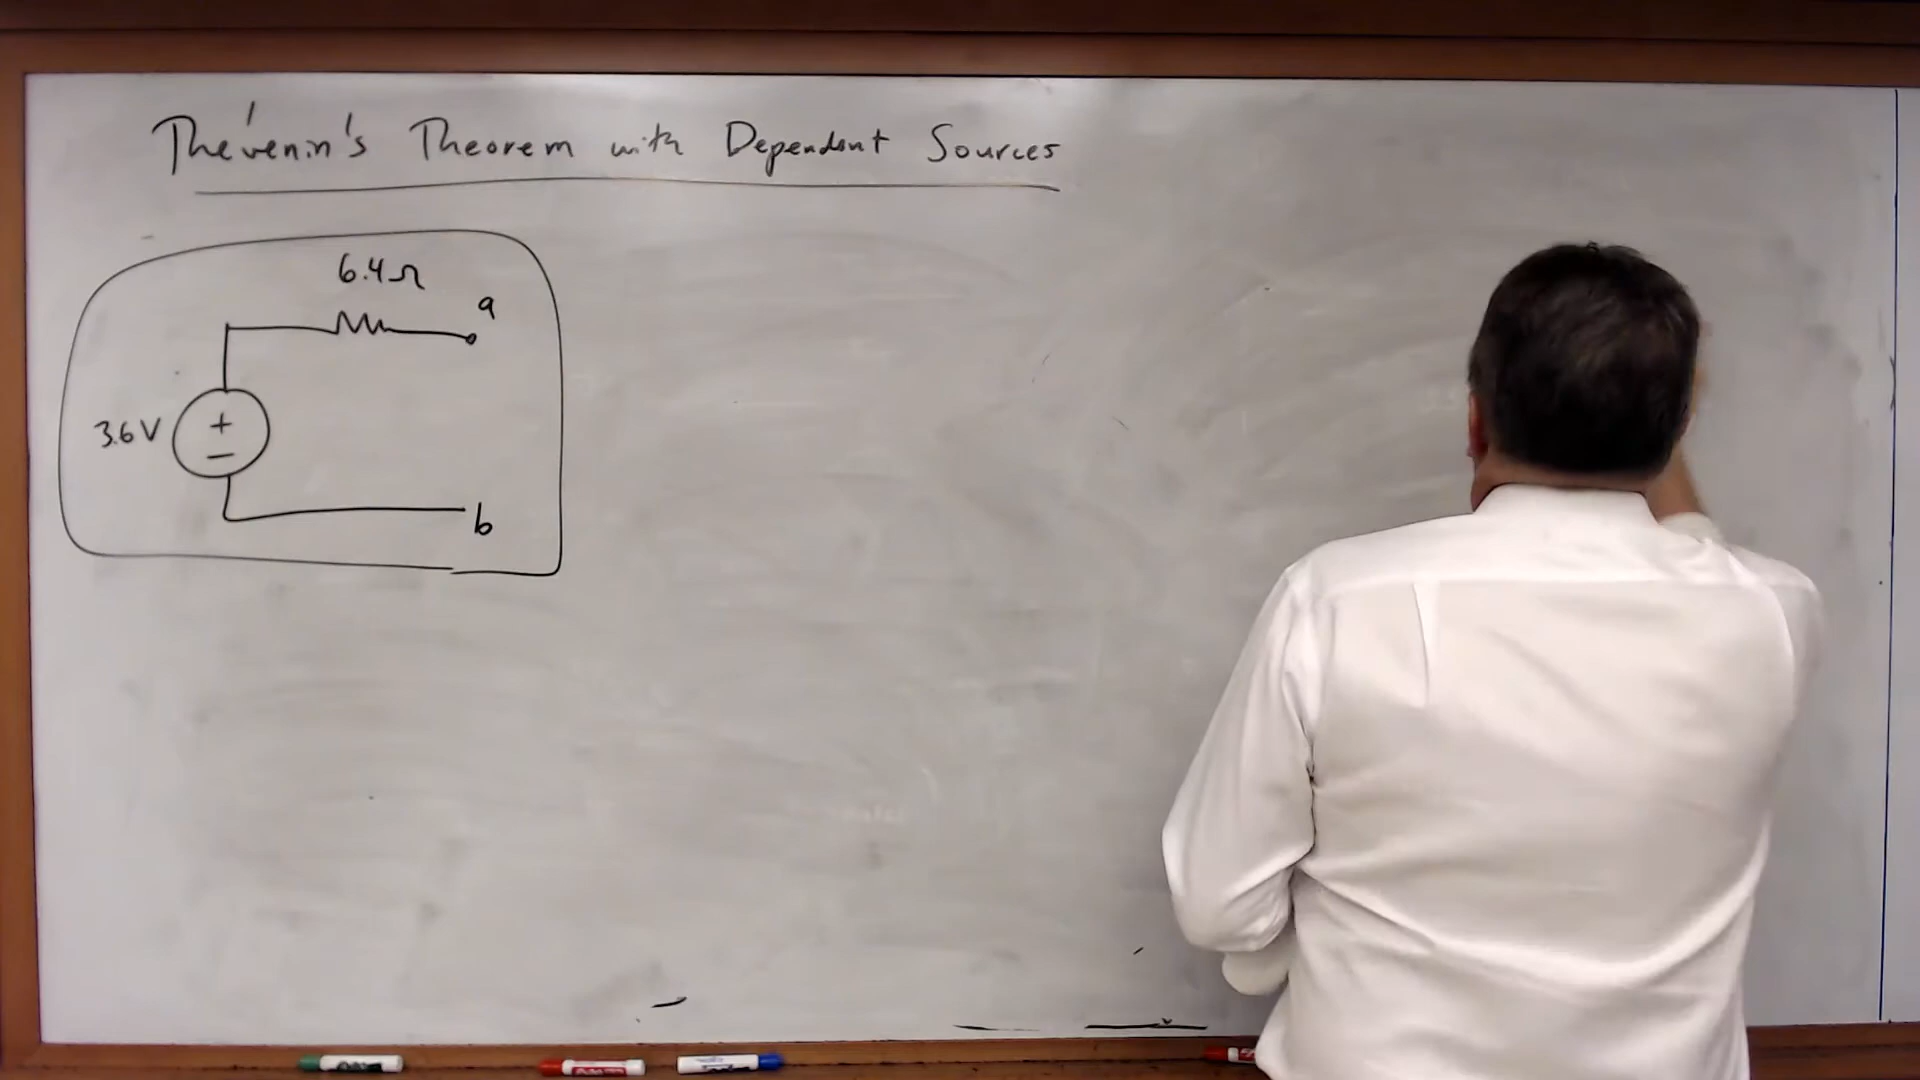 Thévenin's Theorem with Dependent Sources
6.4Ω
a
3.6V
+
−
b